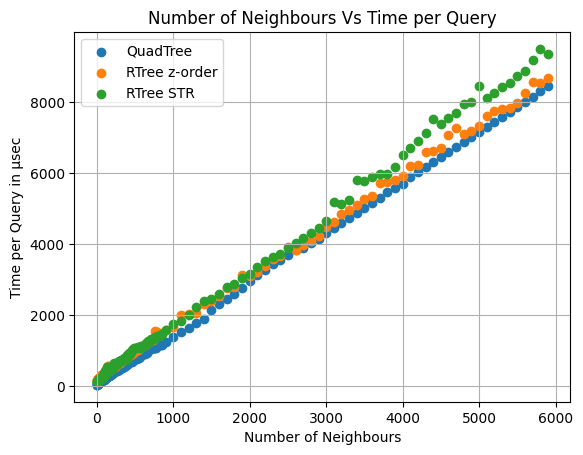 Number of Neighbours Vs Time per Query
QuadTree
RTree z-order
RTree STR
Time per Query in μsec
8000
6000
4000
2000
0
0 1000 2000 3000 4000 5000 6000
Number of Neighbours